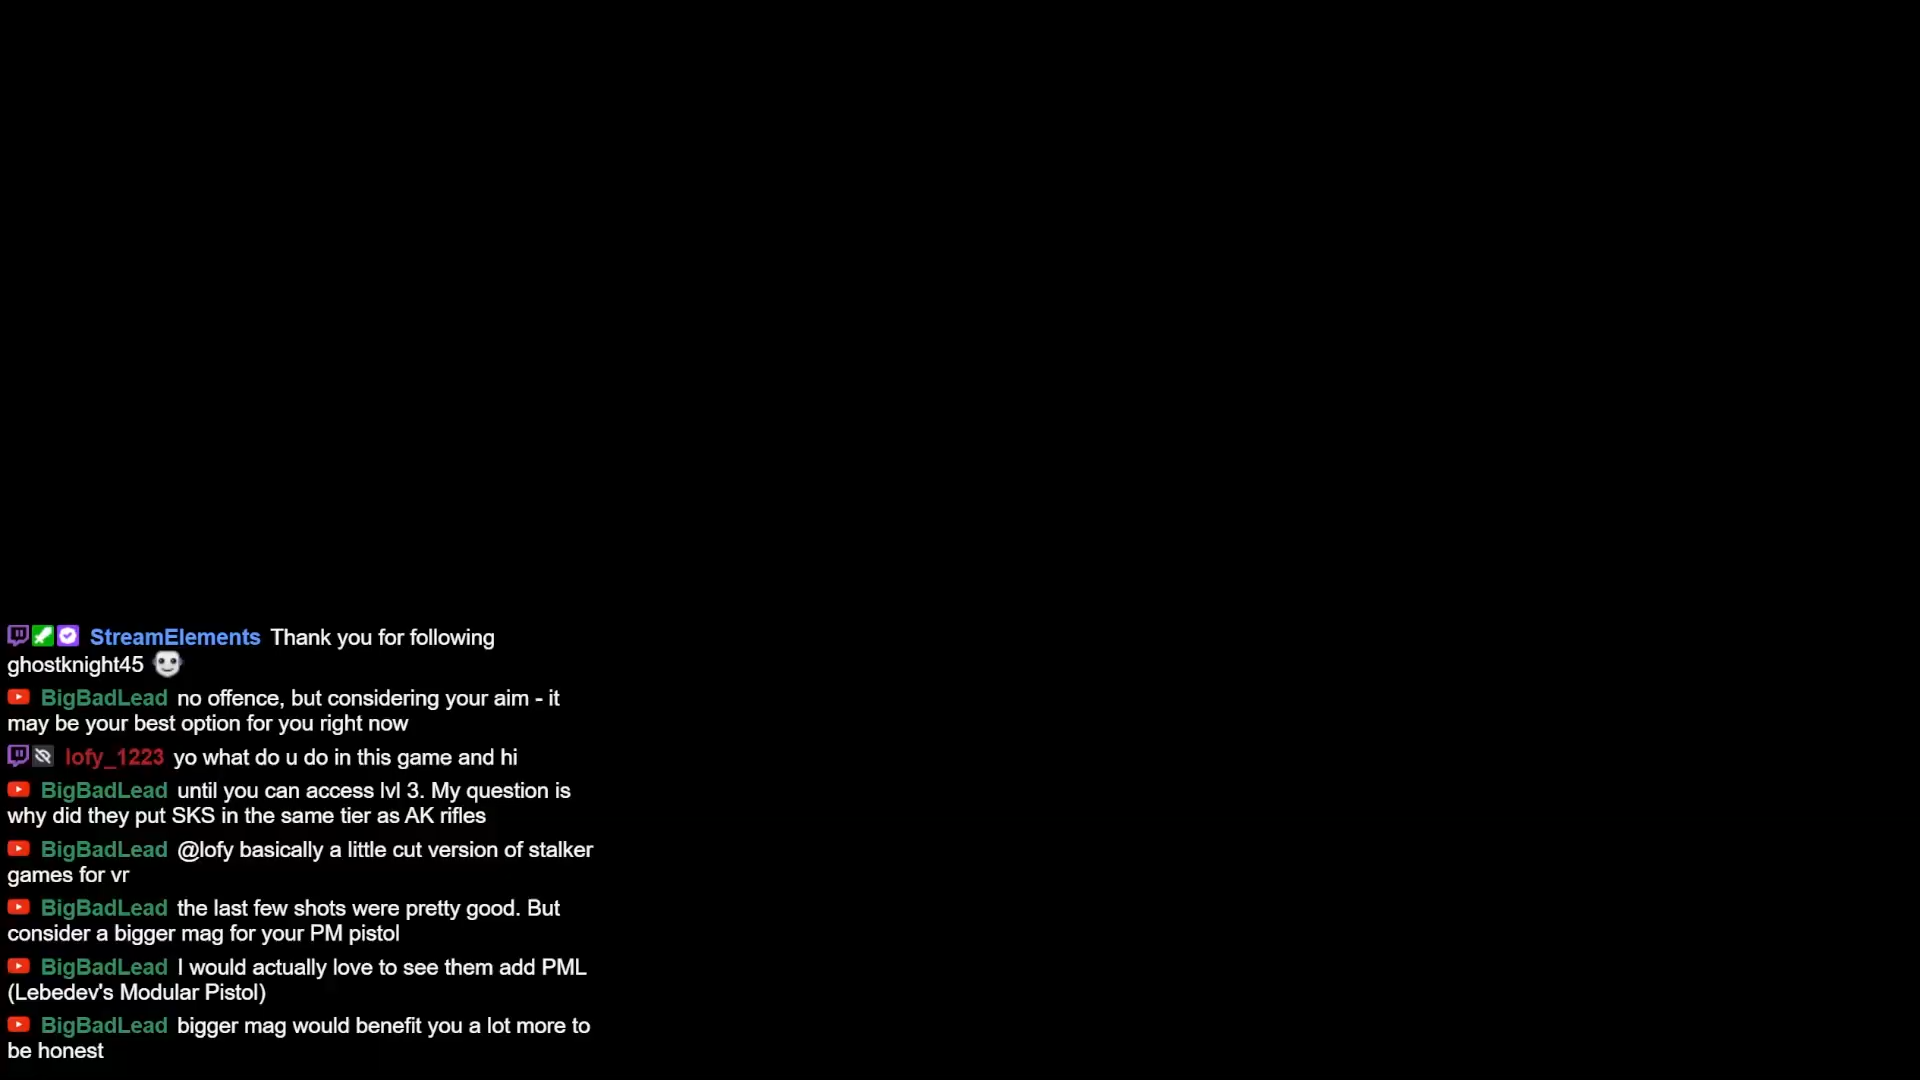 StreamElements Thank you for following
ghostknight45
BigBadLead no offence, but considering your aim - it
may be your best option for you right now
lofy_1223 yo what do u do in this game and hi
BigBadLead until you can access lvl 3. My question is
why did they put SKS in the same tier as AK rifles
BigBadLead @lofy basically a little cut version of stalker
games for vr
BigBadLead the last few shots were pretty good. But
consider a bigger mag for your PM pistol
BigBadLead I would actually love to see them add PML
(Lebedev's Modular Pistol)
BigBadLead bigger mag would benefit you a lot more to
be honest